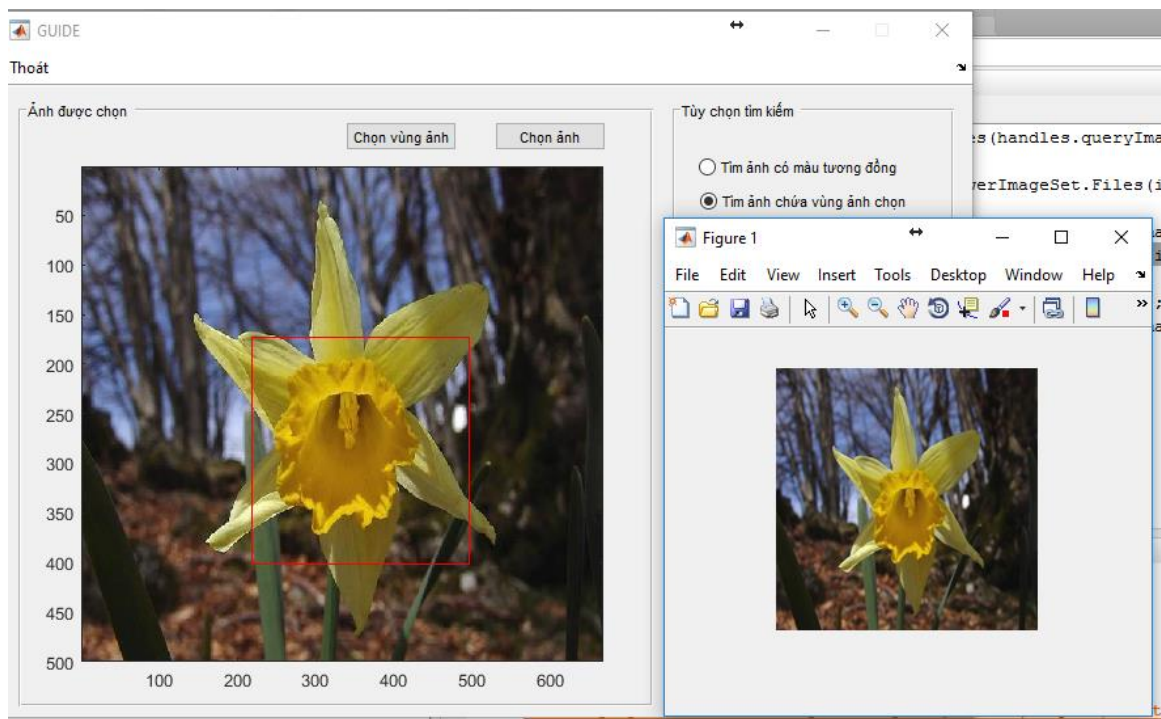 GUIDE
Thoát
Ảnh được chọn
Chọn vùng ảnh
Chọn ảnh
50
100
150
200
250
300
350
400
450
500
100
200
300
400
500
600
Tùy chọn tìm kiếm
Tìm ảnh có màu tương đồng
Tìm ảnh chứa vùng ảnh chọn
Figure 1
File Edit View Insert Tools Desktop Window Help
(handles.queryIma
ImageSet.Files(i